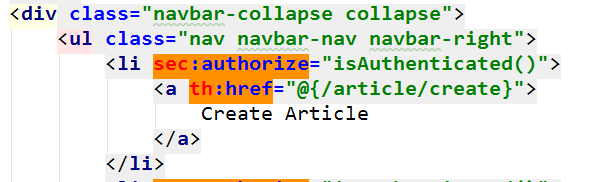 <div class="navbar-collapse collapse">
<ul class="nav navbar-nav navbar-right">
<li sec:authorize="isAuthenticated()">
<a th:href="@{/article/create}">
Create Article
</a>
</li>